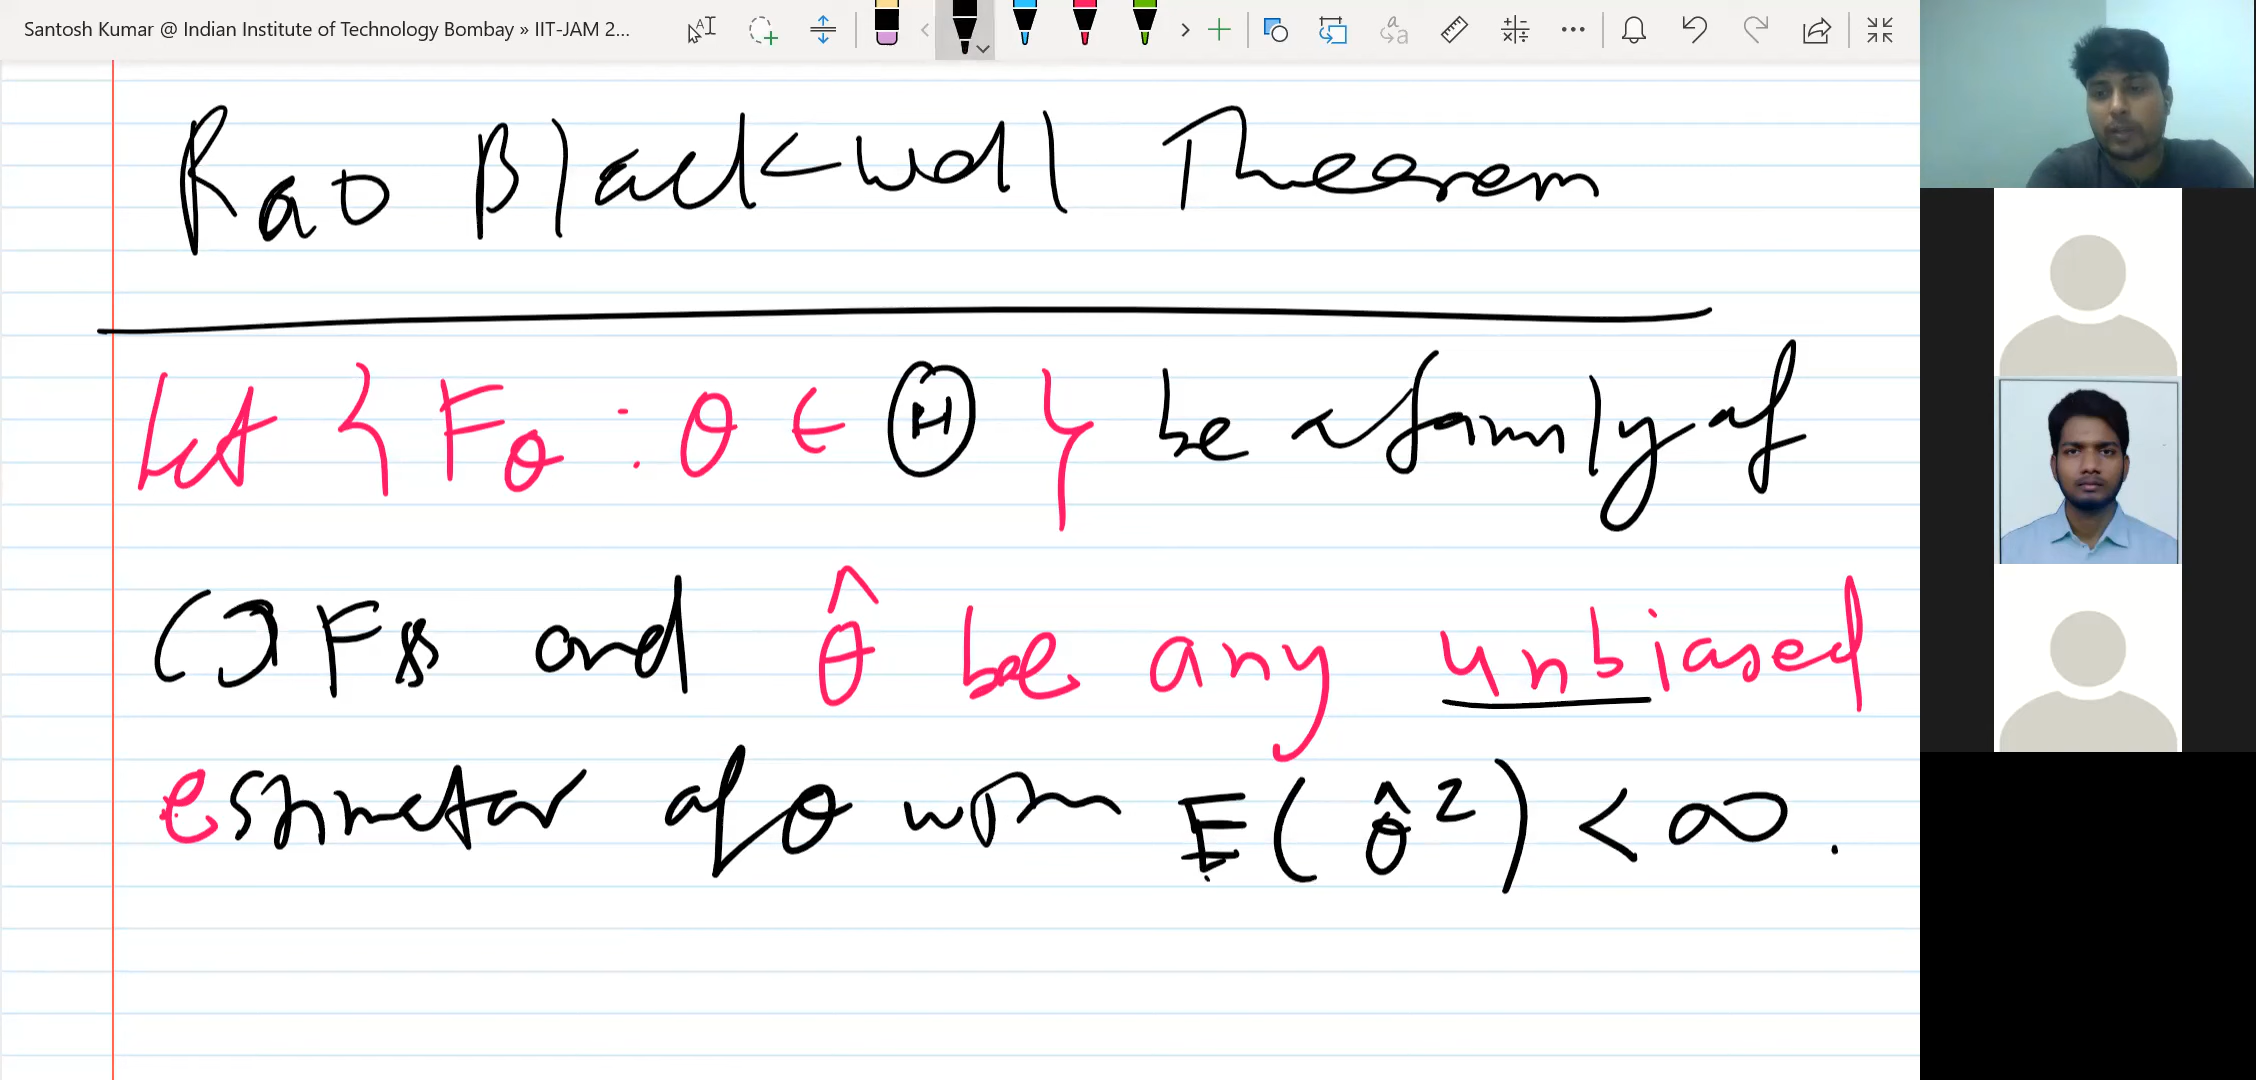 Santosh Kumar @ Indian Institute of Technology Bombay » IIT-JAM 2...
Rao Blackwell Theorem
Let { Fθ : θ ∈ Θ } be a family of
CDFs and θ̂ be any unbiased
estimator of θ with E(θ̂²) < ∞.